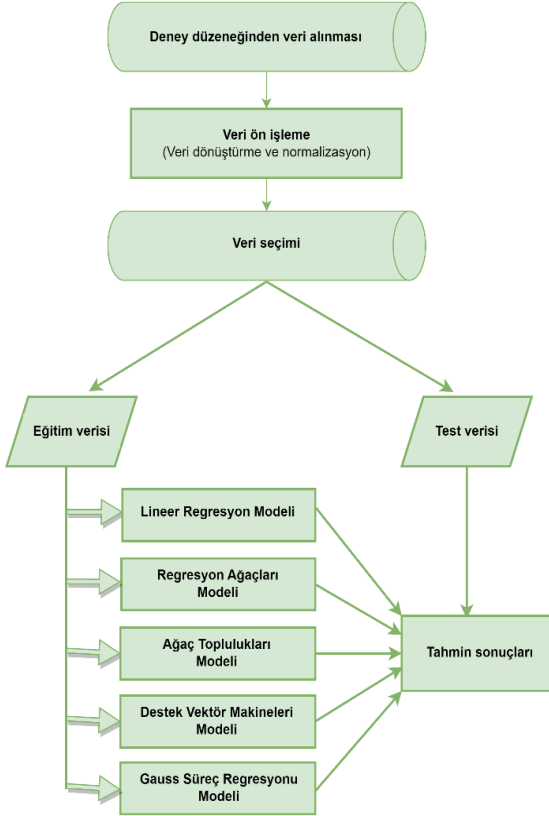 Deney düzeneğinden veri alınması
Veri ön işleme
(Veri dönüştürme ve normalizasyon)
Veri seçimi
Eğitim verisi
Test verisi
Lineer Regresyon Modeli
Regresyon Ağaçları
Modeli
Ağaç Toplulukları
Modeli
Tahmin sonuçları
Destek Vektör Makineleri
Modeli
Gauss Süreç Regresyonu
Modeli